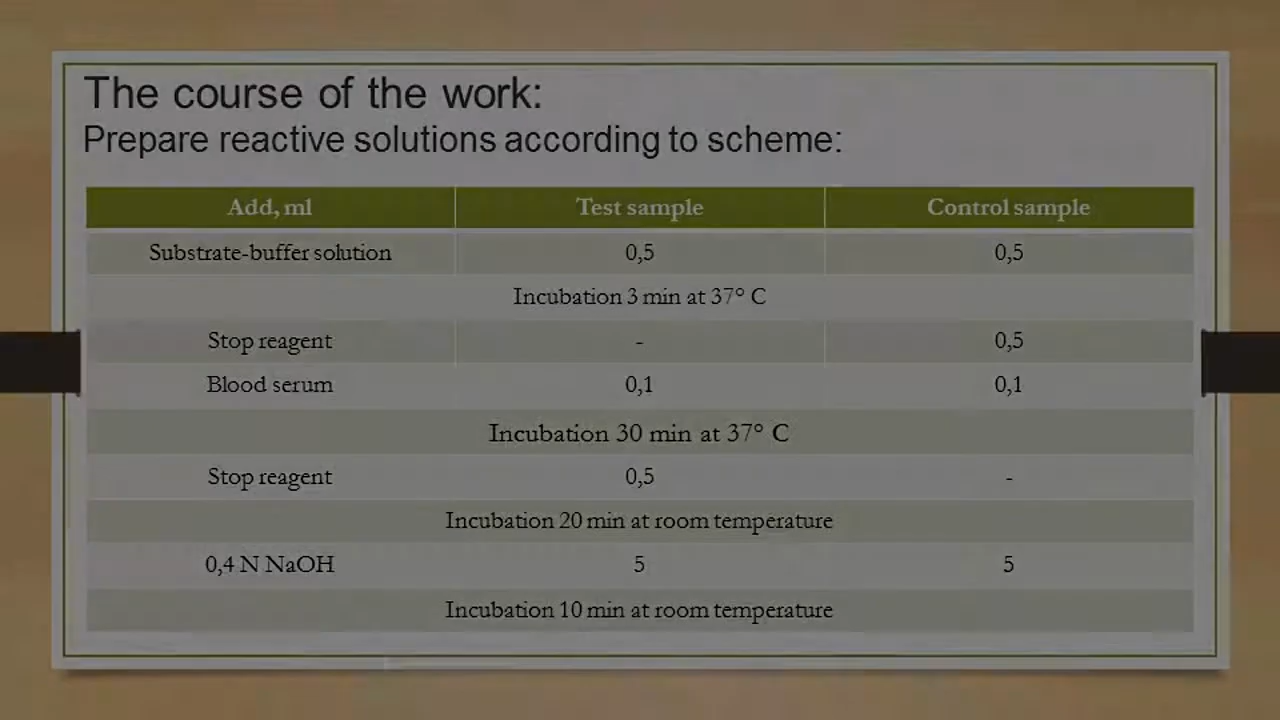 The course of the work:
Prepare reactive solutions according to scheme:
Add, ml Test sample Control sample
Substrate-buffer solution 0,5 0,5
Incubation 3 min at 37° C
Stop reagent - 0,5
Blood serum 0,1 0,1
Incubation 30 min at 37° C
Stop reagent 0,5 -
Incubation 20 min at room temperature
0,4 N NaOH 5 5
Incubation 10 min at room temperature